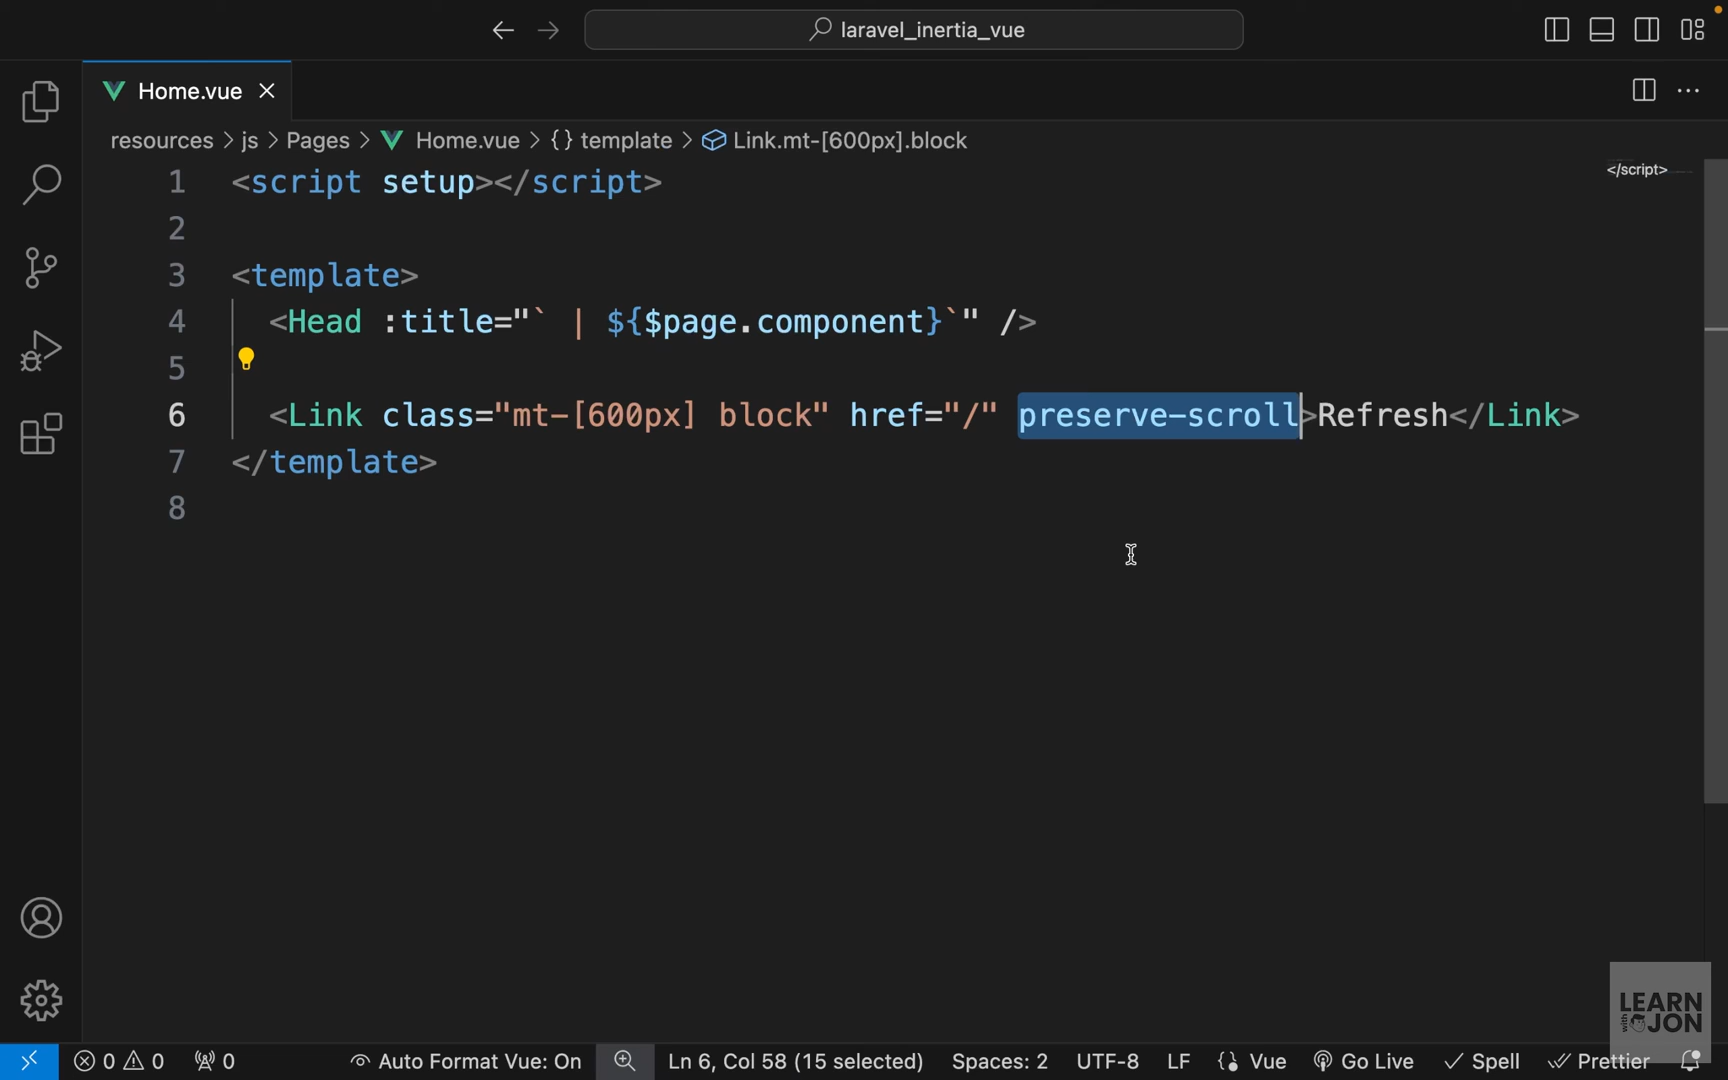 laravel_inertia_vue
Home.vue
resources > js > Pages > Home.vue > {} template > Link.mt-[600px].block
1 <script setup></script>
</script>
2
3 <template>
4 <Head :title="` | ${$page.component}`" />
5
6 <Link class="mt-[600px] block" href="/" preserve-scroll>Refresh</Link>
7 </template>
8
LEARN
with JON
0 0 0 Auto Format Vue: On Ln 6, Col 58 (15 selected) Spaces: 2 UTF-8 LF {} Vue Go Live Spell Prettier